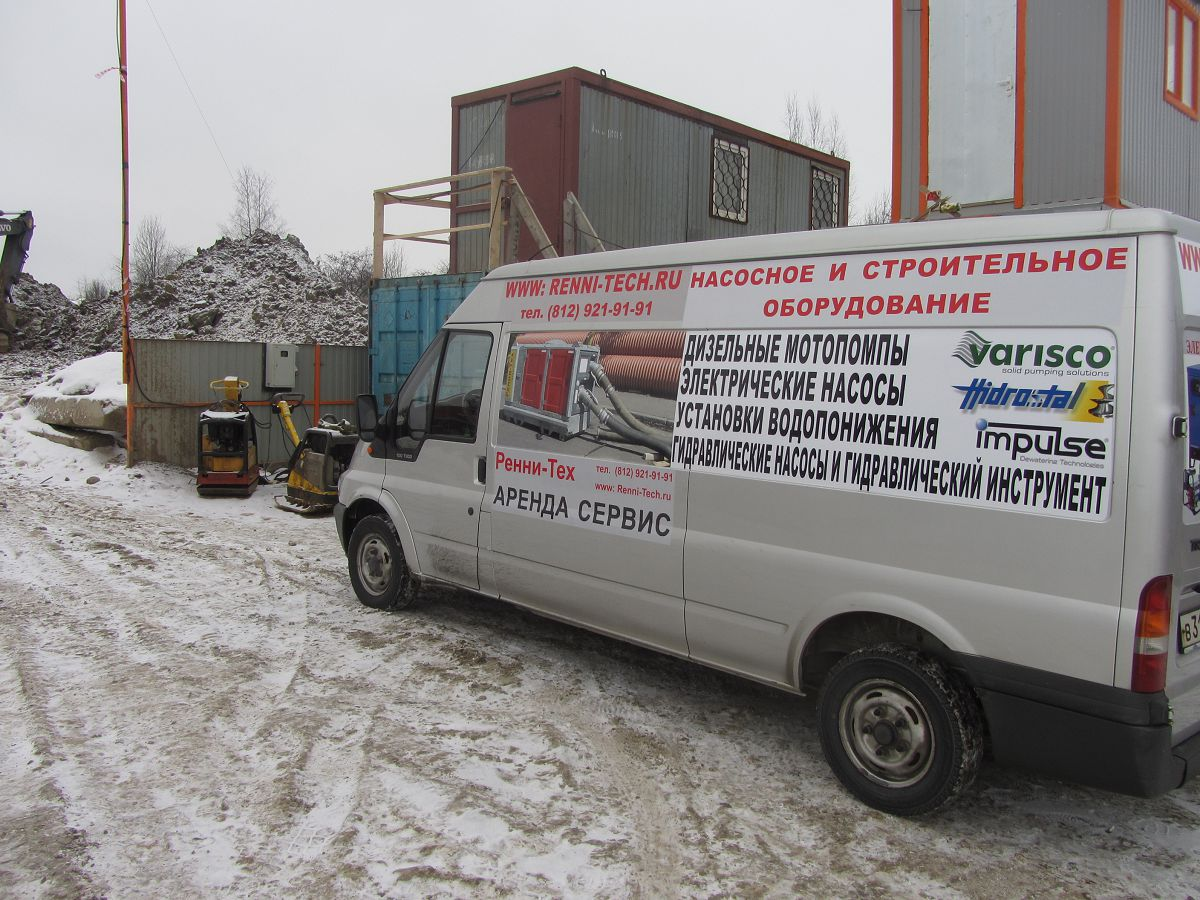 WWW: RENNI-TECH.RU
тел. (812) 921-91-91
НАСОСНОЕ И СТРОИТЕЛЬНОЕ
ОБОРУДОВАНИЕ
ДИЗЕЛЬНЫЕ МОТОПОМПЫ
ЭЛЕКТРИЧЕСКИЕ НАСОСЫ
УСТАНОВКИ ВОДОПОНИЖЕНИЯ
ГИДРАВЛИЧЕСКИЕ НАСОСЫ И ГИДРАВЛИЧЕСКИЙ ИНСТРУМЕНТ
varisco
solid pumping solutions
Hidrostal
impulse
Dewatering Technologies
Ренни-Тех
тел. (812) 921-91-91
www: Renni-Tech.ru
АРЕНДА СЕРВИС
VOLVO